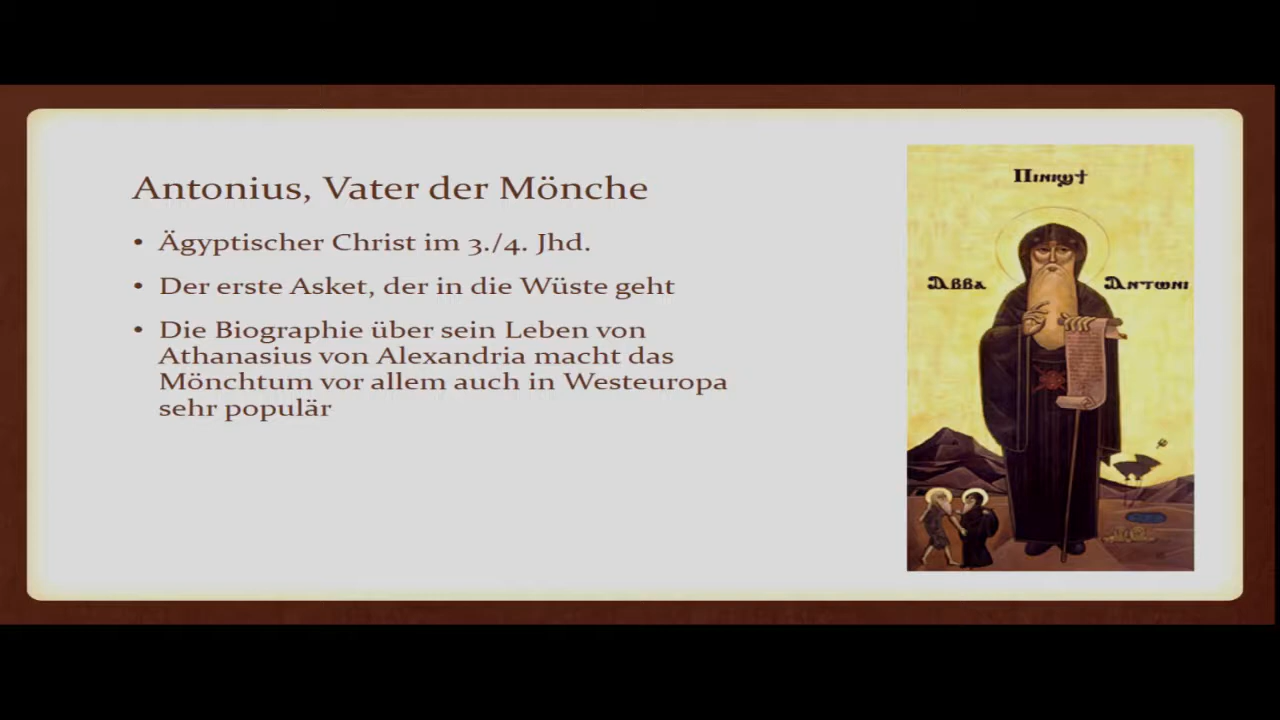 Antonius, Vater der Mönche
• Ägyptischer Christ im 3./4. Jhd.
• Der erste Asket, der in die Wüste geht
• Die Biographie über sein Leben von
Athanasius von Alexandria macht das
Mönchtum vor allem auch in Westeuropa
sehr populär
Ⲡⲓⲛⲓϣϯ
Ⲁⲃⲃⲁ Ⲁⲛⲧⲱⲛⲓ